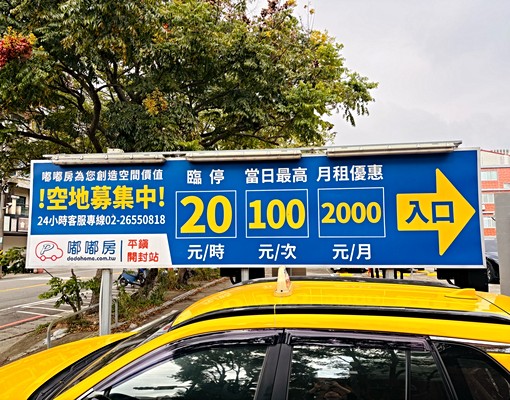 嘟嘟房為您創造空間價值
!空地募集中!
24小時客服專線02-26550818
嘟嘟房
dodohome.com.tw
平鎮
開封站
臨停
20
元/時
當日最高
100
元/次
月租優惠
2000
元/月
入口